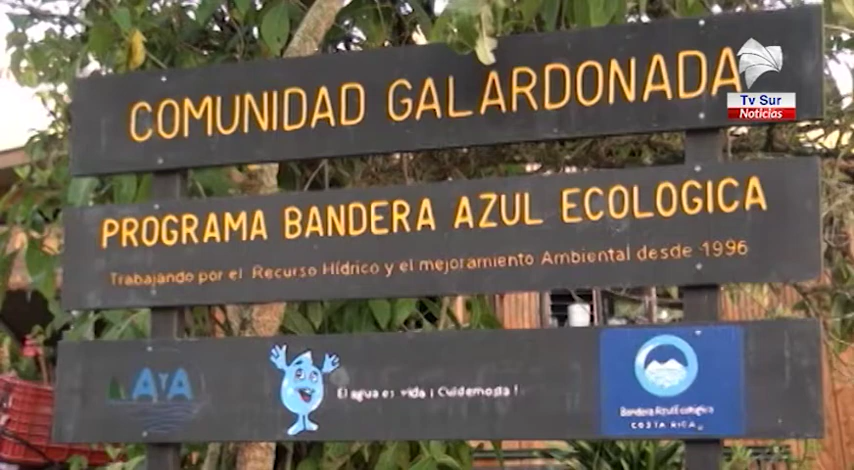 COMUNIDAD GALARDONADA
Tv Sur
Noticias
PROGRAMA BANDERA AZUL ECOLOGICA
Trabajando por el Recurso Hídrico y el mejoramiento Ambiental desde 1996
AYA
El agua es vida ¡ Cuidemosla !
Bandera Azul Ecológica
COSTA RICA